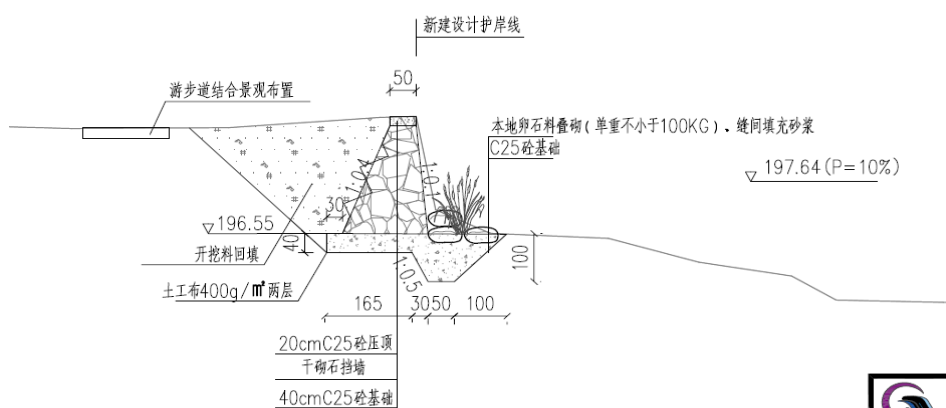 新建设计护岸线
50
游步道结合景观布置
本地卵石料叠砌(单重不小于100KG)、缝间填充砂浆
C25砼基础
197.64(P=10%)
1:0.4
1:0.1
30
196.55
40
开挖料回填
100
1:0.5
土工布400g/㎡两层
165
30
50
100
20cmC25砼压顶
干砌石挡墙
40cmC25砼基础